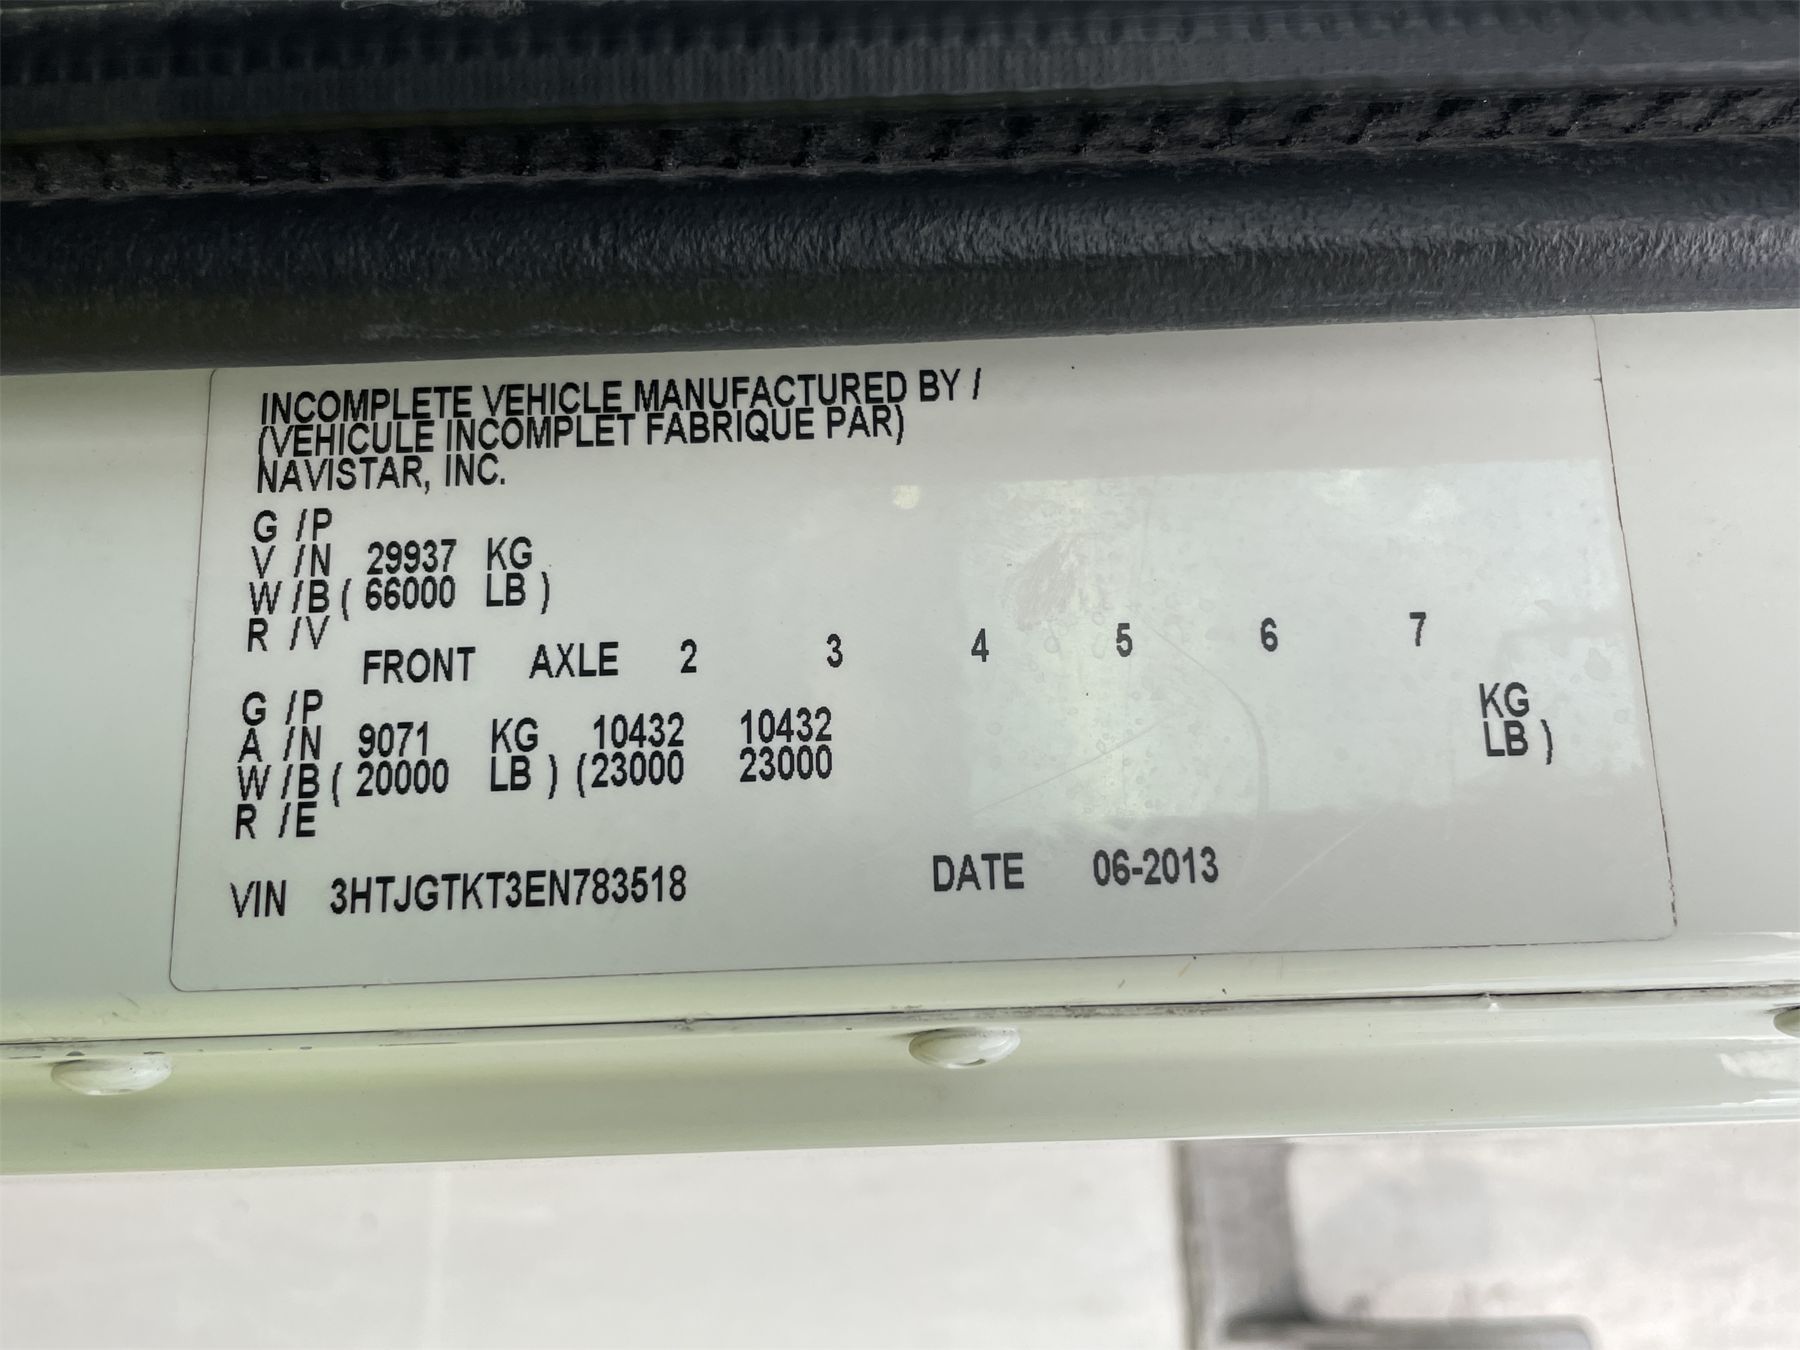 INCOMPLETE VEHICLE MANUFACTURED BY /
(VEHICULE INCOMPLET FABRIQUE PAR)
NAVISTAR, INC.
G /P
V /N 29937 KG
W /B ( 66000 LB )
R /V
FRONT AXLE 2 3 4 5 6 7
G /P
A /N 9071 KG 10432 10432 KG
W /B ( 20000 LB ) (23000 23000 LB )
R /E
VIN 3HTJGTKT3EN783518 DATE 06-2013